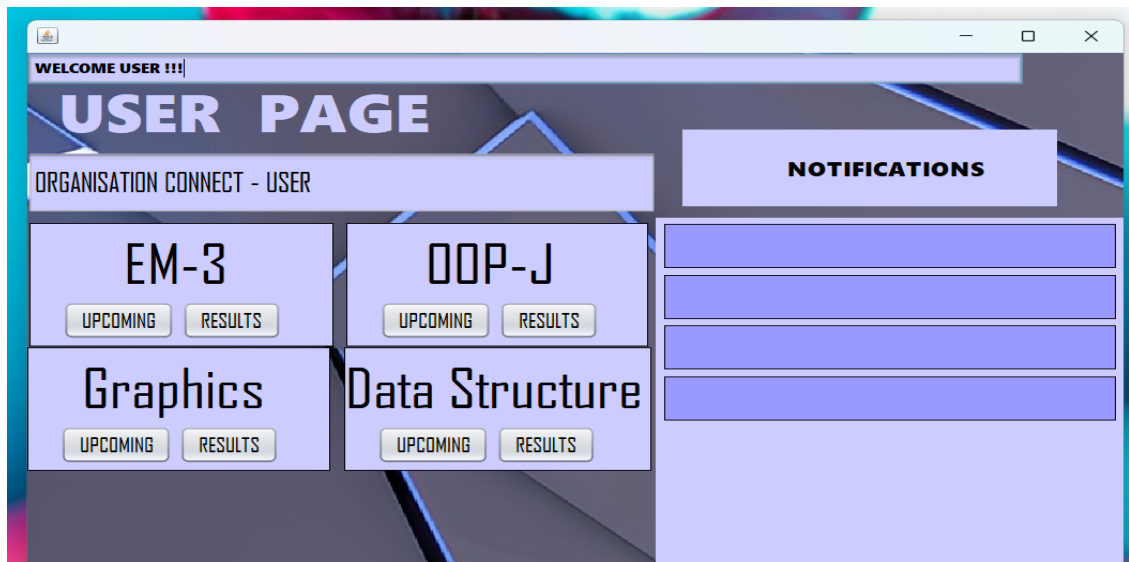 WELCOME USER !!!
USER PAGE
ORGANISATION CONNECT - USER
NOTIFICATIONS
EM-3
UPCOMING RESULTS
OOP-J
UPCOMING RESULTS
Graphics
UPCOMING RESULTS
Data Structure
UPCOMING RESULTS